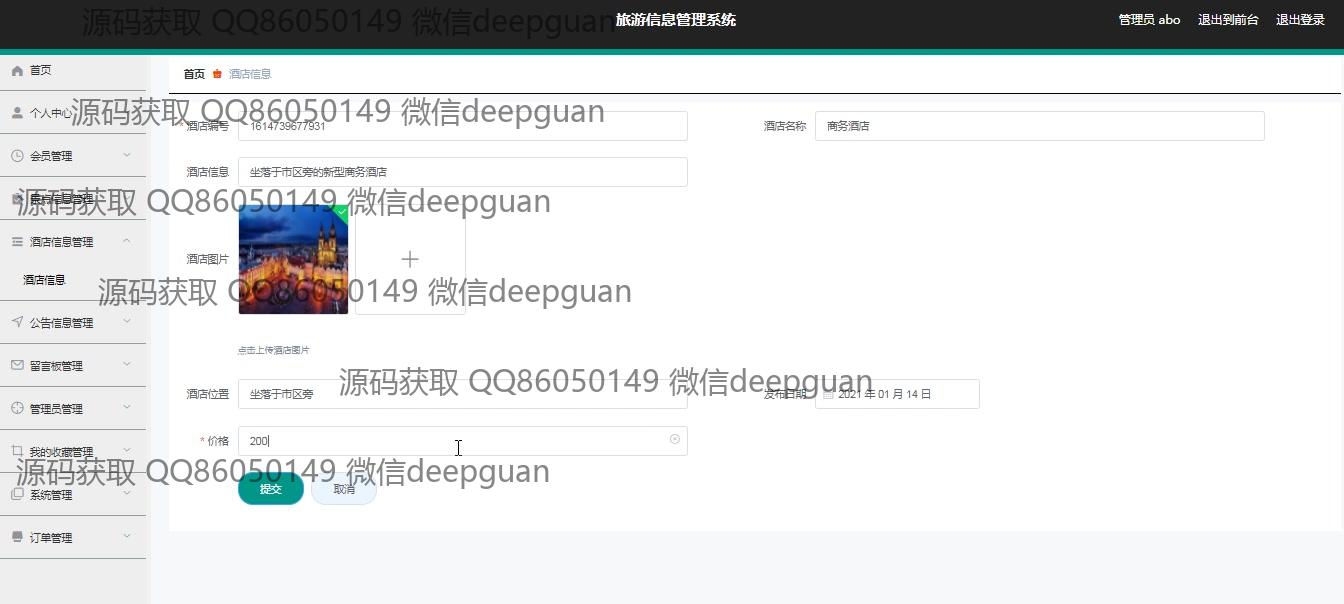 旅游信息管理系统
管理员 abo 退出到前台 退出登录
源码获取 QQ86050149 微信deepguan
首页
个人中心
会员管理
景点信息管理
酒店信息管理
酒店信息
公告信息管理
留言板管理
管理员管理
我的收藏管理
系统管理
订单管理
首页 酒店信息
源码获取 QQ86050149 微信deepguan
酒店编号 1614739677931
酒店名称 商务酒店
酒店信息 坐落于市区旁的新型商务酒店
源码获取 QQ86050149 微信deepguan
酒店图片
源码获取 QQ86050149 微信deepguan
点击上传酒店图片
源码获取 QQ86050149 微信deepguan
酒店位置 坐落于市区旁
发布日期 2021 年 01 月 14 日
* 价格 200
源码获取 QQ86050149 微信deepguan
提交 取消